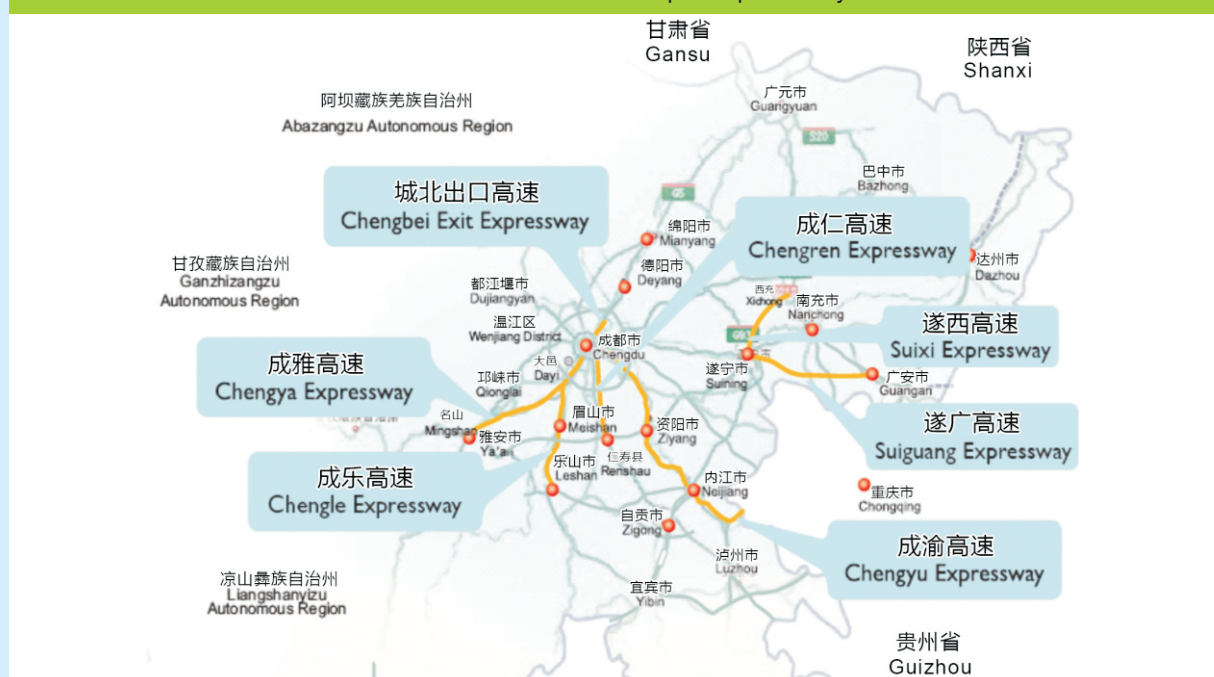 甘肃省
Gansu
陕西省
Shanxi
阿坝藏族羌族自治州
Abazangzu Autonomous Region
广元市
Guangyuan
S20
巴中市
Bazhong
城北出口高速
Chengbei Exit Expressway
G5
绵阳市
Mianyang
成仁高速
Chengren Expressway
达州市
Dazhou
甘孜藏族自治州
Ganzhizangzu
Autonomous Region
都江堰市
Dujiangyan
德阳市
Deyang
西充
Xichong
南充市
Nanchong
温江区
Wenjiang District
成都市
Chengdu
遂西高速
Suixi Expressway
成雅高速
Chengya Expressway
大邑
Dayi
邛崃市
Qionglai
遂宁市
Suining
广安市
Guangan
名山
Mingshan
雅安市
Ya'an
眉山市
Meishan
仁寿县
Renshau
资阳市
Ziyang
遂广高速
Suiguang Expressway
成乐高速
Chengle Expressway
乐山市
Leshan
内江市
Neijiang
重庆市
Chongqing
自贡市
Zigong
成渝高速
Chengyu Expressway
泸州市
Luzhou
凉山彝族自治州
Liangshanyizu
Autonomous Region
宜宾市
Yibin
贵州省
Guizhou